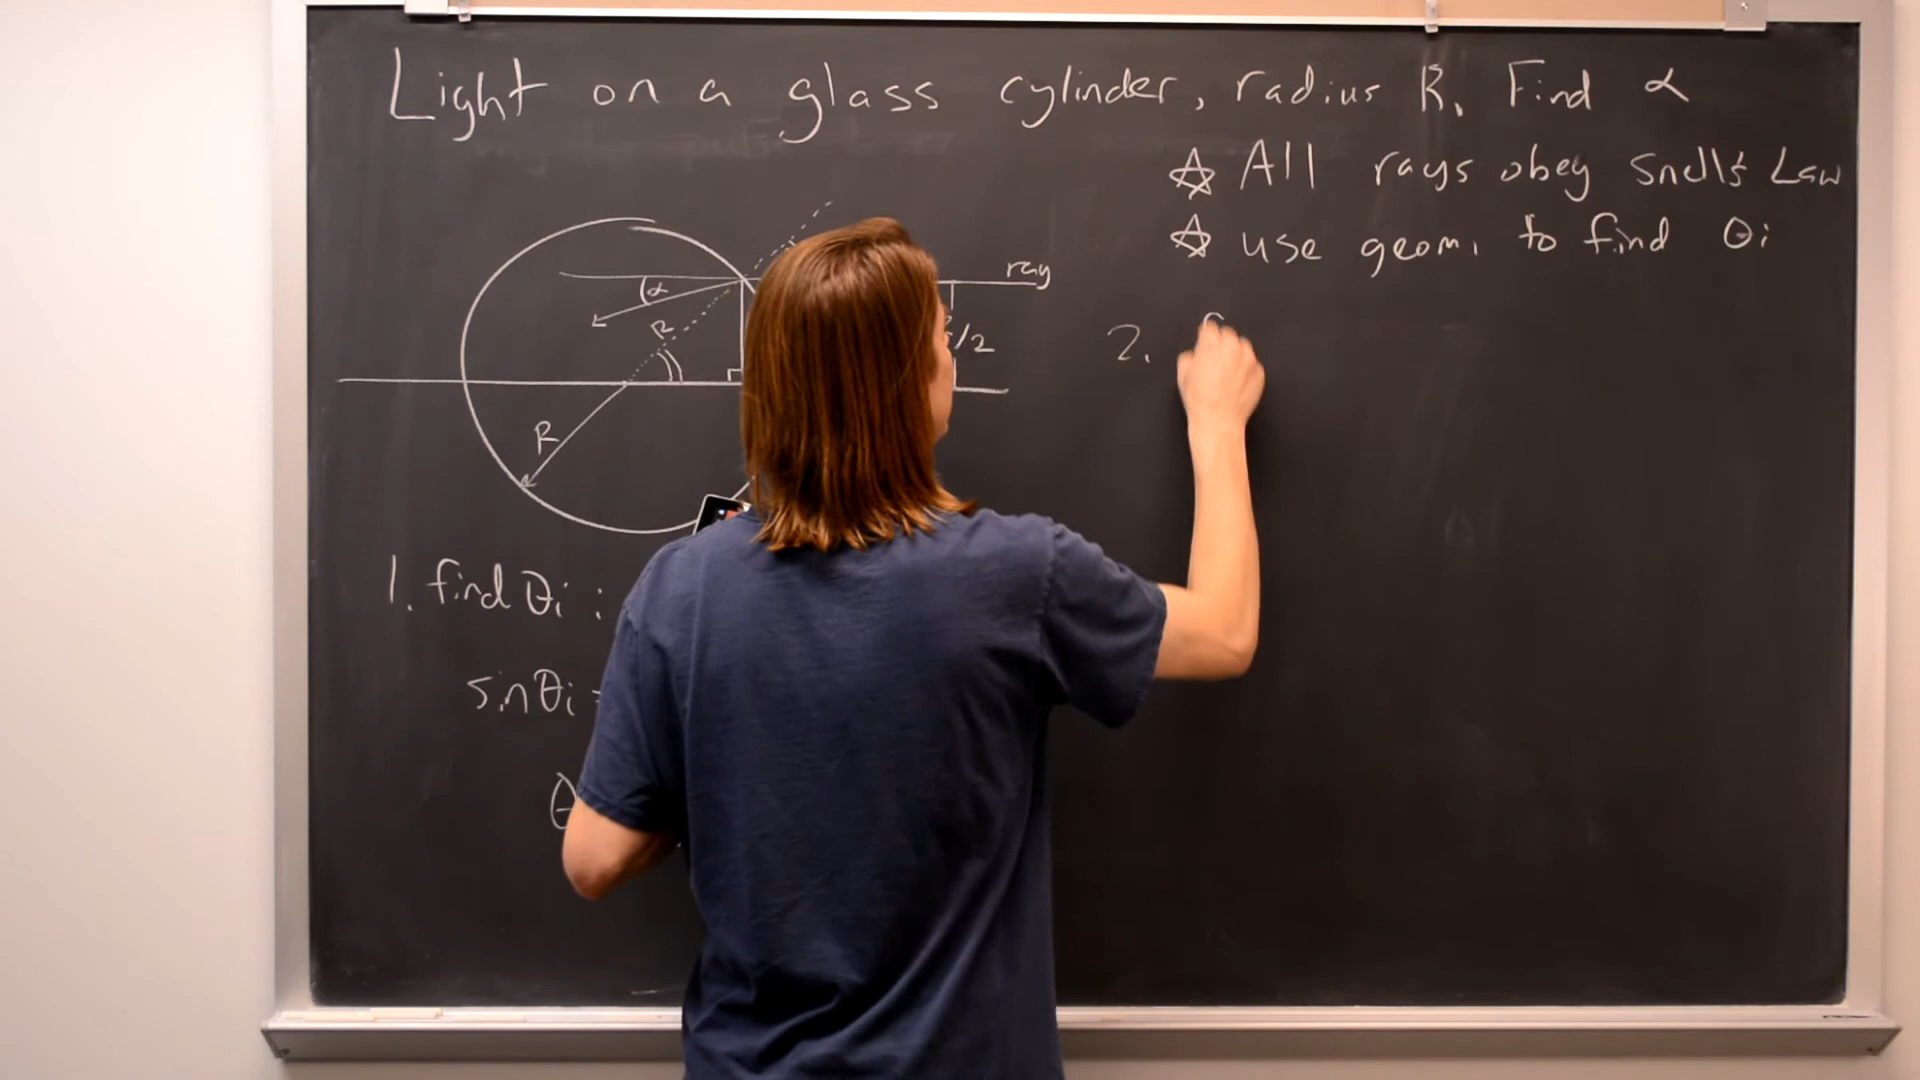 Light on a glass cylinder, radius R. Find α
☆ All rays obey Snell's Law
☆ use geom. to find θi
ray
α
R
/2
R
2.
1. find θi :
sin θi =
θ